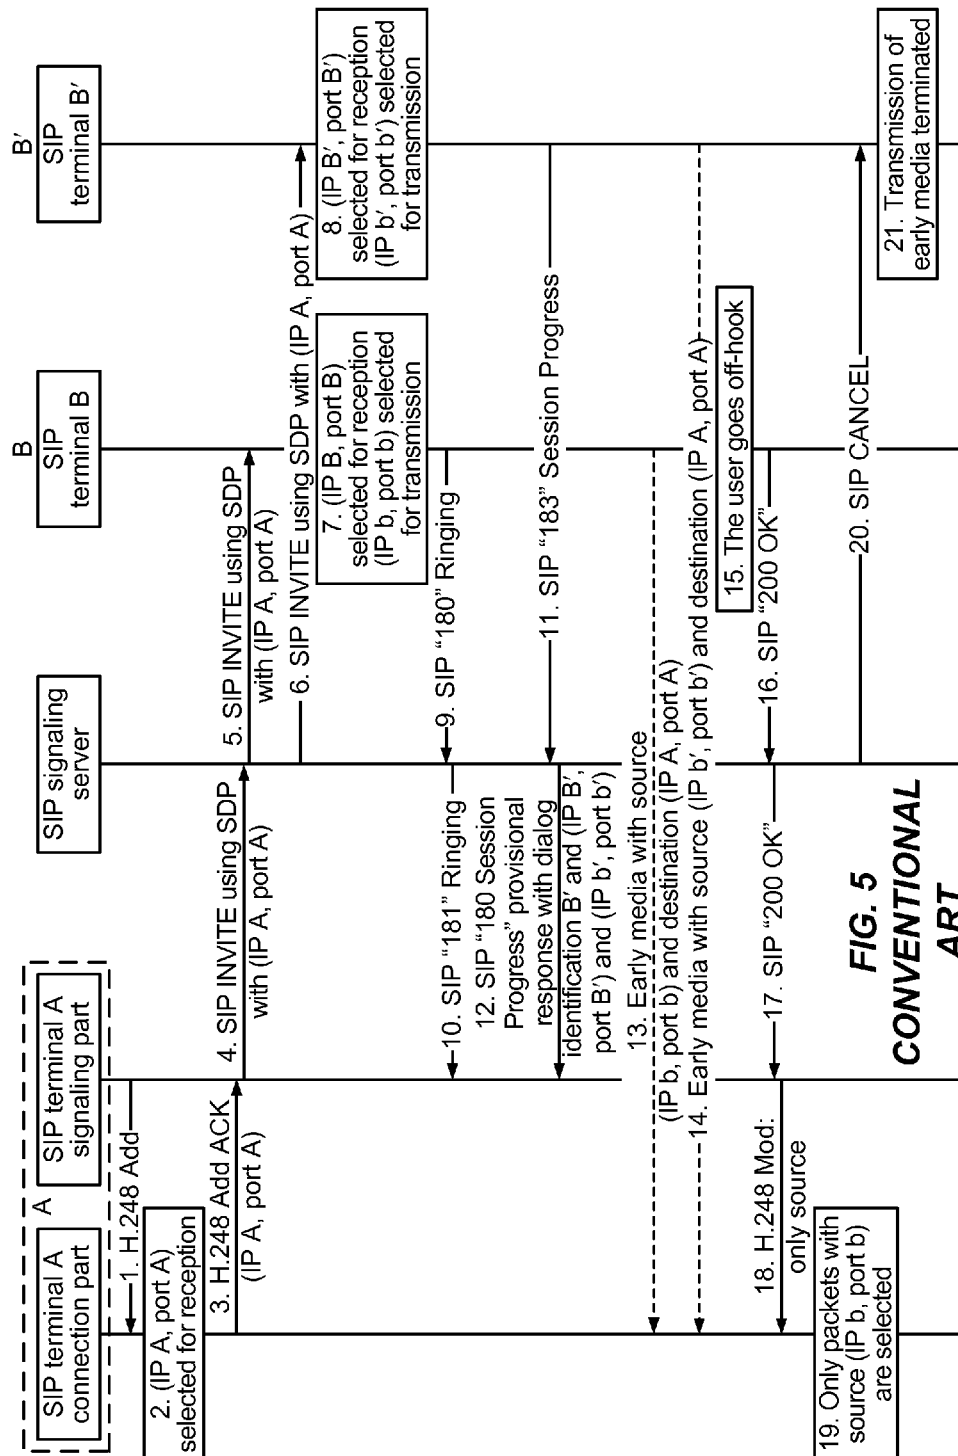 A
SIP terminal A
connection part
SIP terminal A
signaling part
SIP signaling
server
B
SIP
terminal B
B′
SIP
terminal B′
1. H.248 Add
2. (IP A, port A)
selected for reception
3. H.248 Add ACK
(IP A, port A)
4. SIP INVITE using SDP
with (IP A, port A)
5. SIP INVITE using SDP
with (IP A, port A)
6. SIP INVITE using SDP with (IP A, port A)
7. (IP B, port B)
selected for reception
(IP b, port b) selected
for transmission
8. (IP B′, port B′)
selected for reception
(IP b′, port b′) selected
for transmission
9. SIP “180” Ringing
10. SIP “181” Ringing
11. SIP “183” Session Progress
12. SIP “180 Session
Progress” provisional
response with dialog
identification B′ and (IP B′,
port B′) and (IP b′, port b′)
13. Early media with source
(IP b, port b) and destination (IP A, port A)
14. Early media with source (IP b′, port b′) and destination (IP A, port A)
15. The user goes off-hook
16. SIP “200 OK”
17. SIP “200 OK”
18. H.248 Mod:
only source
19. Only packets with
source (IP b, port b)
are selected
20. SIP CANCEL
21. Transmission of
early media terminated
FIG. 5
CONVENTIONAL
ART